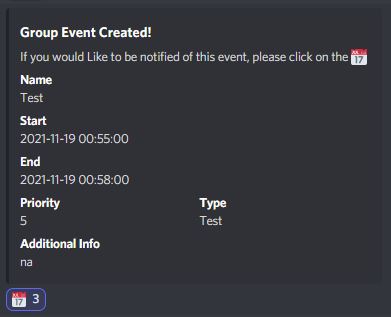 Group Event Created!
If you would Like to be notified of this event, please click on the 📅
Name
Test
Start
2021-11-19 00:55:00
End
2021-11-19 00:58:00
Priority Type
5 Test
Additional Info
na
📅 3